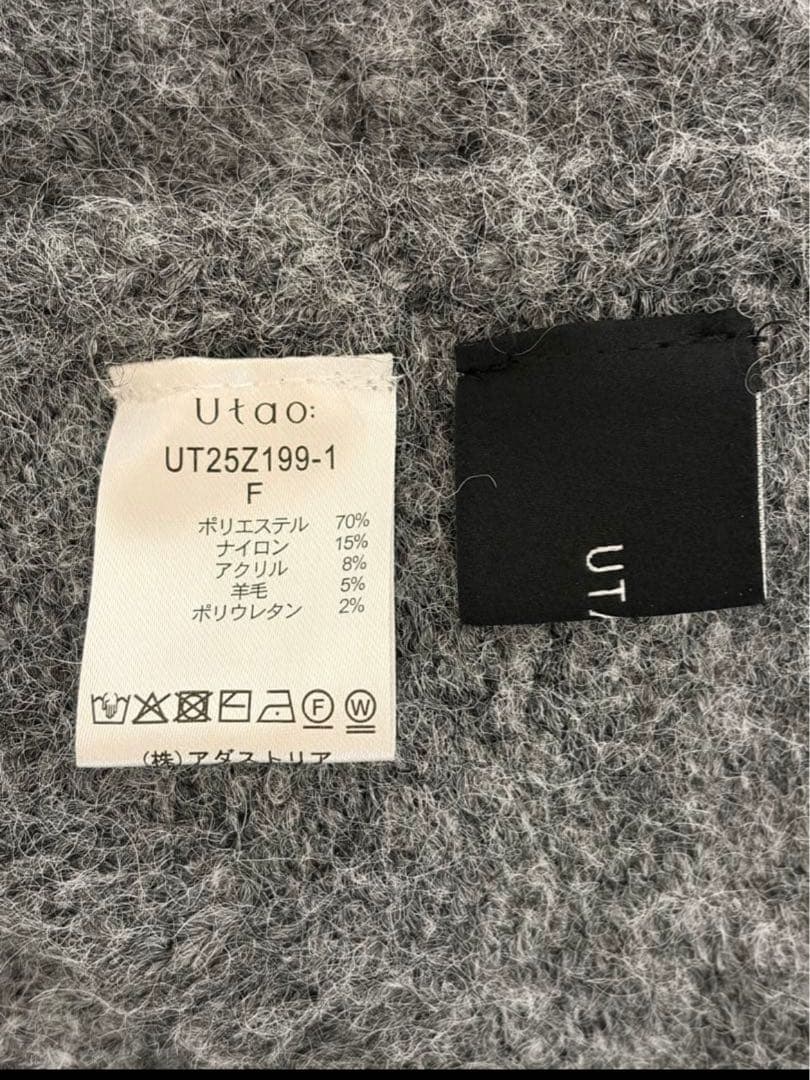 Utao:
UT25Z199-1
F
ポリエステル 70%
ナイロン 15%
アクリル 8%
羊毛 5%
ポリウレタン 2%
F W
(株)アダストリア
UTA